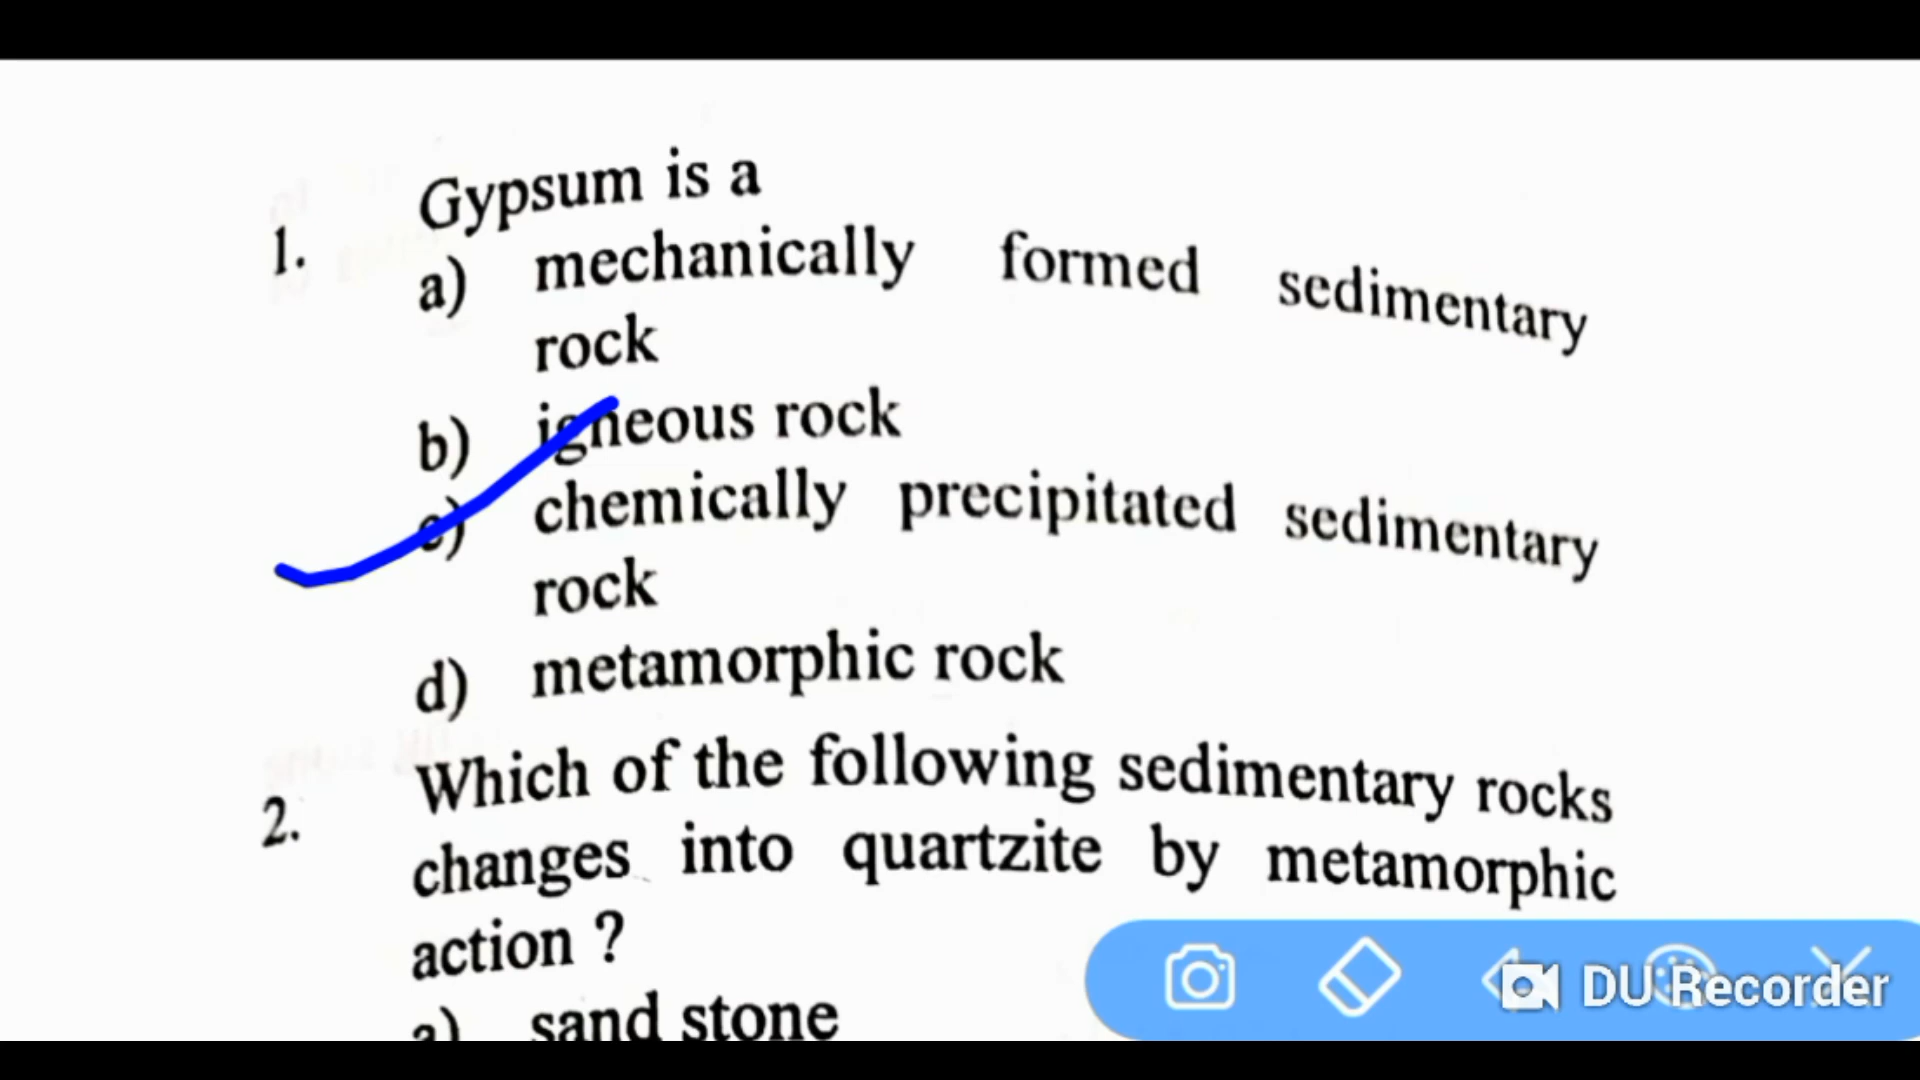 1. Gypsum is a
a) mechanically formed sedimentary
rock
b) igneous rock
c) chemically precipitated sedimentary
rock
d) metamorphic rock
2. Which of the following sedimentary rocks
changes into quartzite by metamorphic
action ?
a) sand stone
DU Recorder